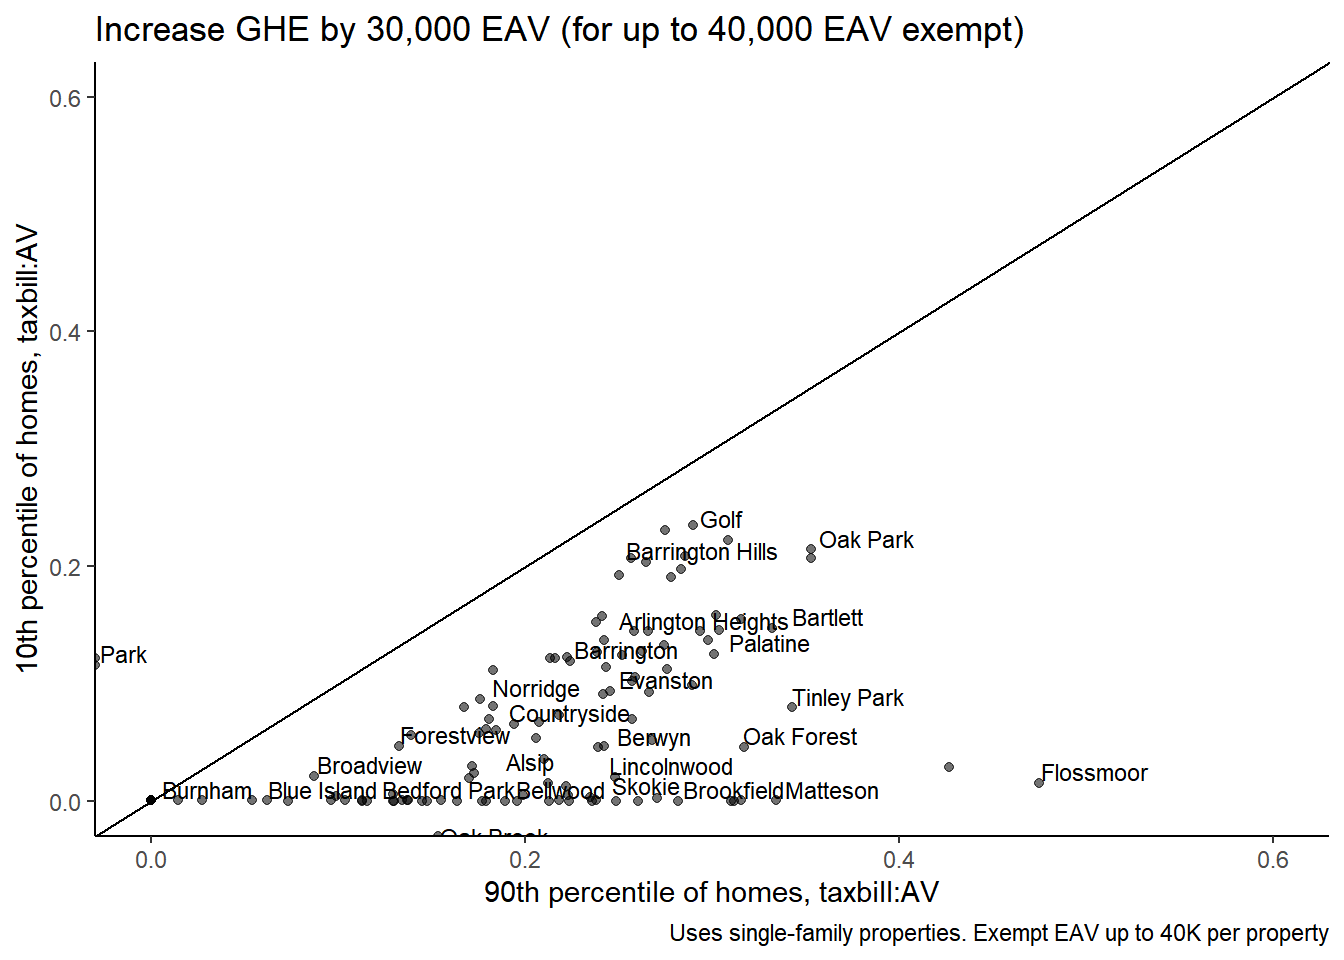 Increase GHE by 30,000 EAV (for up to 40,000 EAV exempt)
10th percentile of homes, taxbill:AV
0.6
0.4
0.2
0.0
Golf
Oak Park
Barrington Hills
Arlington Heights
Bartlett
Palatine
Park
Barrington
Evanston
Norridge
Tinley Park
Countryside
Forestview
Berwyn
Oak Forest
Broadview
Alsip
Lincolnwood
Flossmoor
Burnham
Blue Island
Bedford Park
Bellwood
Skokie
Brookfield
Matteson
Oak Brook
0.0
0.2
0.4
0.6
90th percentile of homes, taxbill:AV
Uses single-family properties. Exempt EAV up to 40K per property